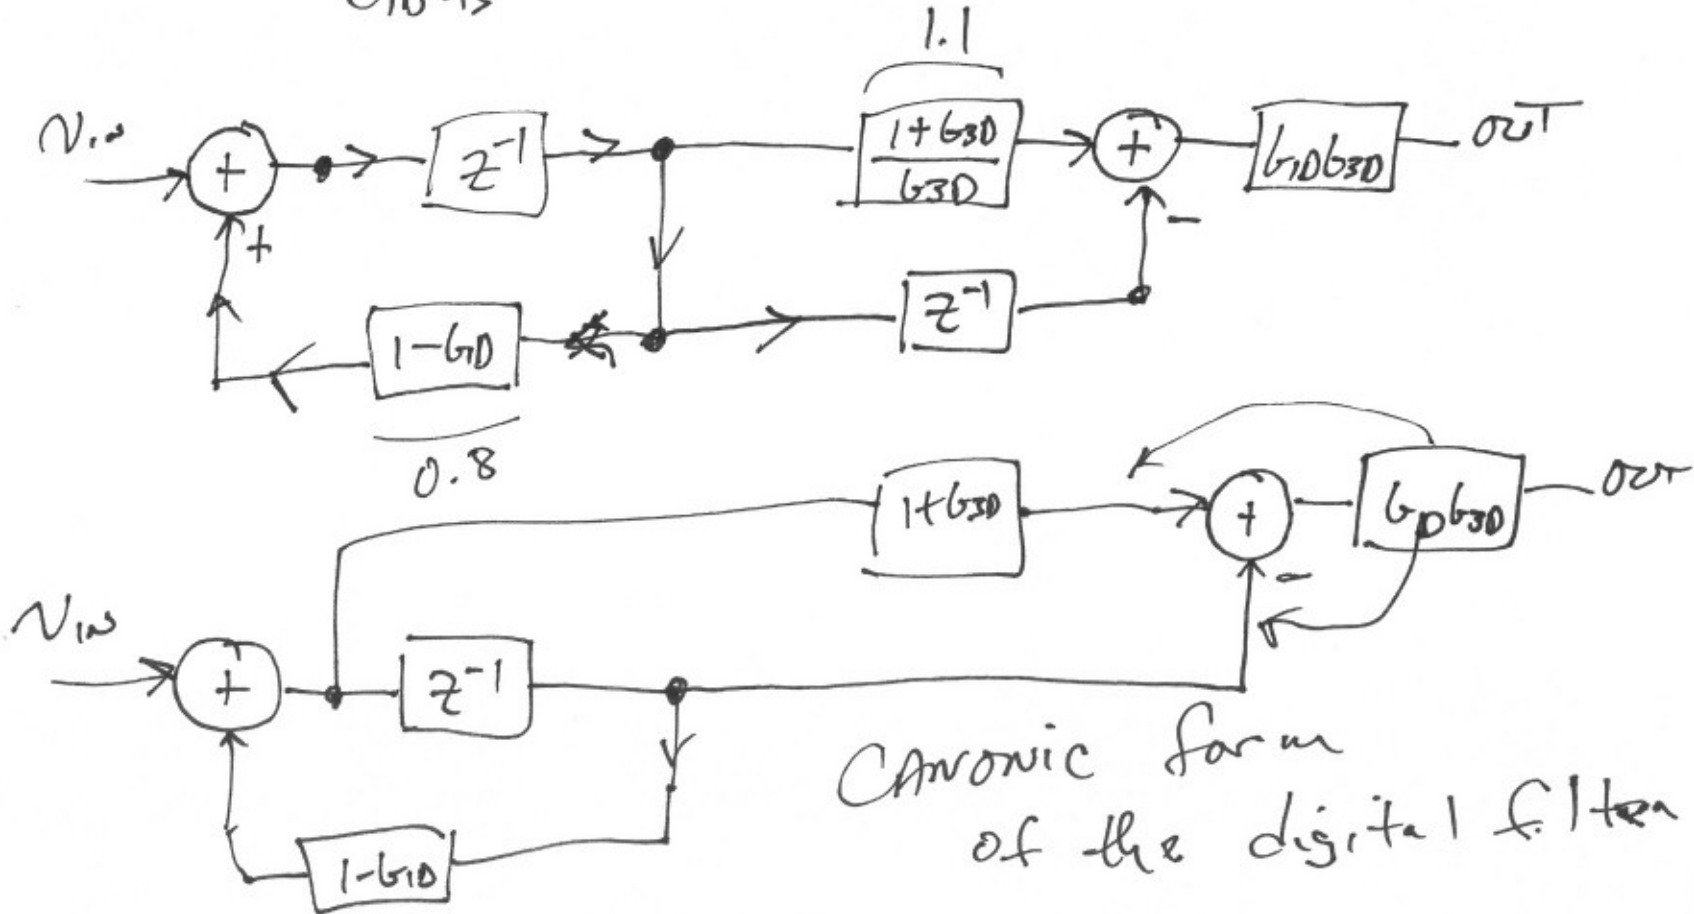 1.1
Vin
+
z^-1
1+G3D
G3D
+
G1DG3D
OUT
+
-
1-G1D
z^-1
0.8
1+G3D
+
G1DG3D
OUT
-
VIN
+
z^-1
CANONIC form
of the digital filter
1-G1D